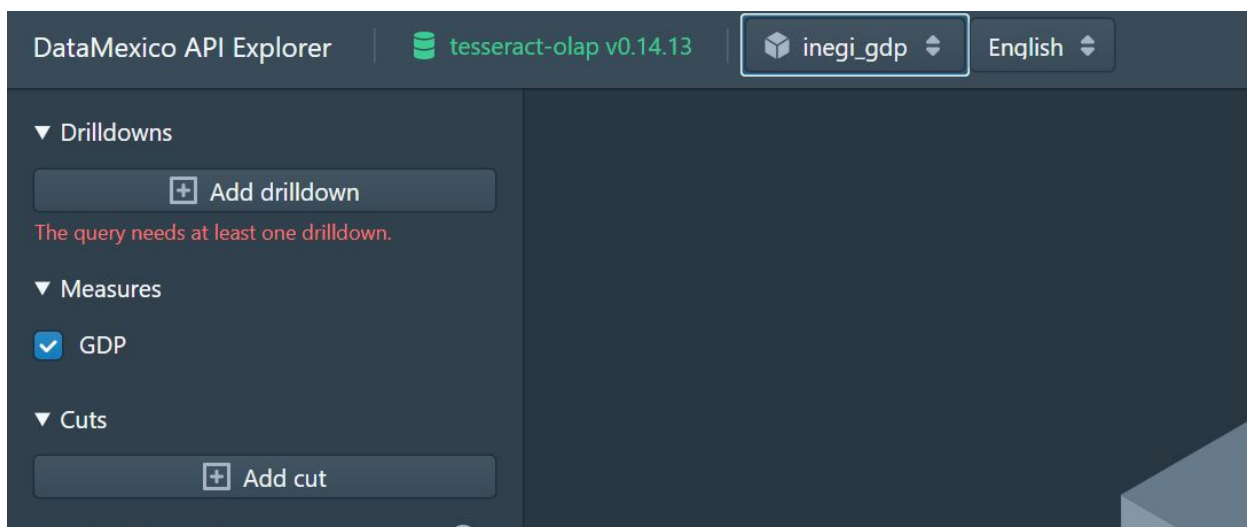 DataMexico API Explorer tesseract-olap v0.14.13 inegi_gdp English
Drilldowns
Add drilldown
The query needs at least one drilldown.
Measures
GDP
Cuts
Add cut